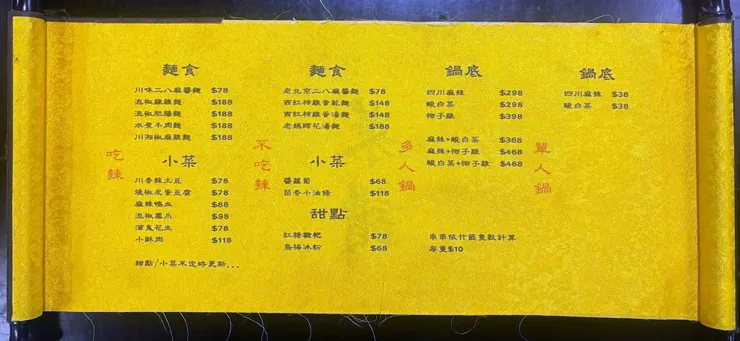 麵食
川味二八麻醬麵 $78
泡椒雞雜麵 $188
泡椒肥腸麵 $188
水煮牛肉麵 $188
川湘椒麻雞麵 $188
吃辣
小菜
川香辣土豆 $78
燒椒皮蛋豆腐 $78
麻辣鴨血 $88
泡椒鳳爪 $98
酒鬼花生 $78
小酥肉 $118
甜點/小菜不定時更新...
麵食
老北京二八麻醬麵 $78
西紅柿雞蛋乾麵 $148
西紅柿雞蛋湯麵 $148
老媽蹄花湯麵 $188
不吃辣
小菜
醬蘿蔔 $68
茴香小油條 $118
甜點
紅糖糍粑 $78
烏梅冰粉 $68
鍋底
四川麻辣 $298
酸白菜 $298
椰子雞 $398
麻辣+酸白菜 $368
麻辣+椰子雞 $468
酸白菜+椰子雞 $468
多人鍋
串串依竹籤隻數計算
每隻$10
鍋底
四川麻辣 $38
酸白菜 $38
單人鍋